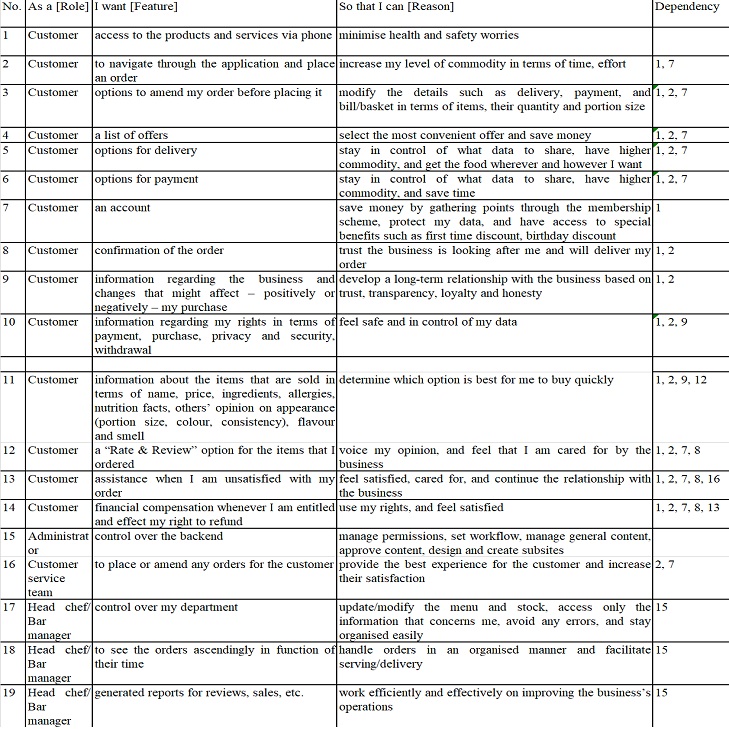 No. As a [Role] I want [Feature] So that I can [Reason] Dependency
1 Customer access to the products and services via phone minimise health and safety worries
2 Customer to navigate through the application and place increase my level of commodity in terms of time, effort 1, 7
an order
3 Customer options to amend my order before placing it modify the details such as delivery, payment, and 1, 2, 7
bill/basket in terms of items, their quantity and portion size
4 Customer a list of offers select the most convenient offer and save money 1, 2, 7
5 Customer options for delivery stay in control of what data to share, have higher 1, 2, 7
commodity, and get the food wherever and however I want
6 Customer options for payment stay in control of what data to share, have higher 1, 2, 7
commodity, and save time
7 Customer an account save money by gathering points through the membership 1
scheme, protect my data, and have access to special
benefits such as first time discount, birthday discount
8 Customer confirmation of the order trust the business is looking after me and will deliver my 1, 2
order
9 Customer information regarding the business and develop a long-term relationship with the business based on 1, 2
changes that might affect – positively or trust, transparency, loyalty and honesty
negatively – my purchase
10 Customer information regarding my rights in terms of feel safe and in control of my data 1, 2, 9
payment, purchase, privacy and security,
withdrawal
11 Customer information about the items that are sold in determine which option is best for me to buy quickly 1, 2, 9, 12
terms of name, price, ingredients, allergies,
nutrition facts, others' opinion on appearance
(portion size, colour, consistency), flavour
and smell
12 Customer a “Rate & Review” option for the items that I voice my opinion, and feel that I am cared for by the 1, 2, 7, 8
ordered business
13 Customer assistance when I am unsatisfied with my feel satisfied, cared for, and continue the relationship with 1, 2, 7, 8, 16
order the business
14 Customer financial compensation whenever I am entitled use my rights, and feel satisfied 1, 2, 7, 8, 13
and effect my right to refund
15 Administrat control over the backend manage permissions, set workflow, manage general content,
or approve content, design and create subsites
16 Customer to place or amend any orders for the customer provide the best experience for the customer and increase 2, 7
service their satisfaction
team
17 Head chef/ control over my department update/modify the menu and stock, access only the 15
Bar information that concerns me, avoid any errors, and stay
manager organised easily
18 Head chef/ to see the orders ascendingly in function of handle orders in an organised manner and facilitate 15
Bar their time serving/delivery
manager
19 Head chef/ generated reports for reviews, sales, etc. work efficiently and effectively on improving the business's 15
Bar operations
manager